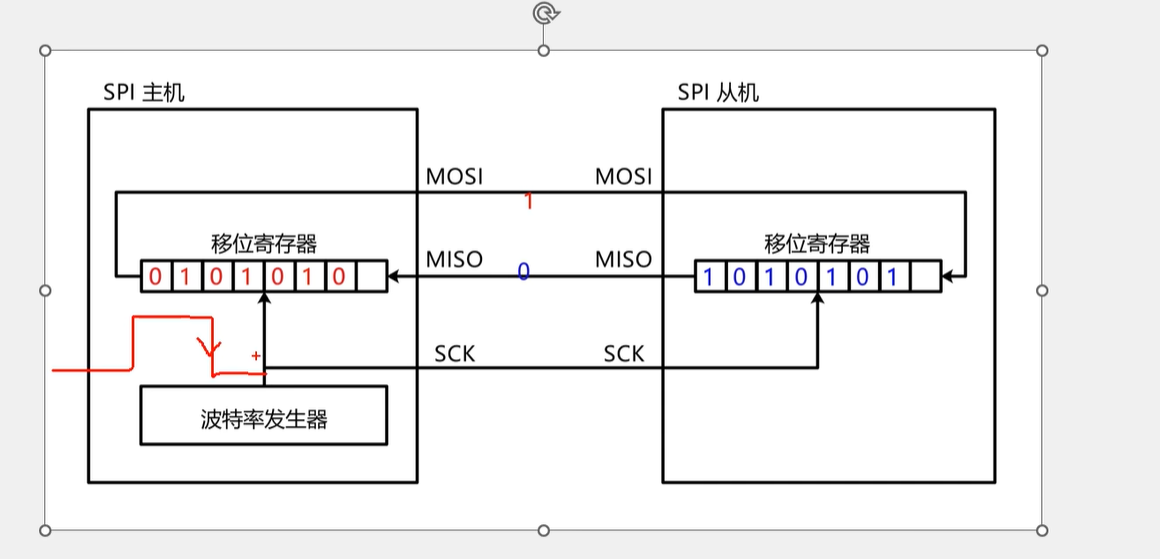 SPI 主机
SPI 从机
MOSI
MOSI
1
移位寄存器
移位寄存器
MISO
MISO
0
0 1 0 1 0 1 0
1 0 1 0 1 0 1
SCK
SCK
+
波特率发生器